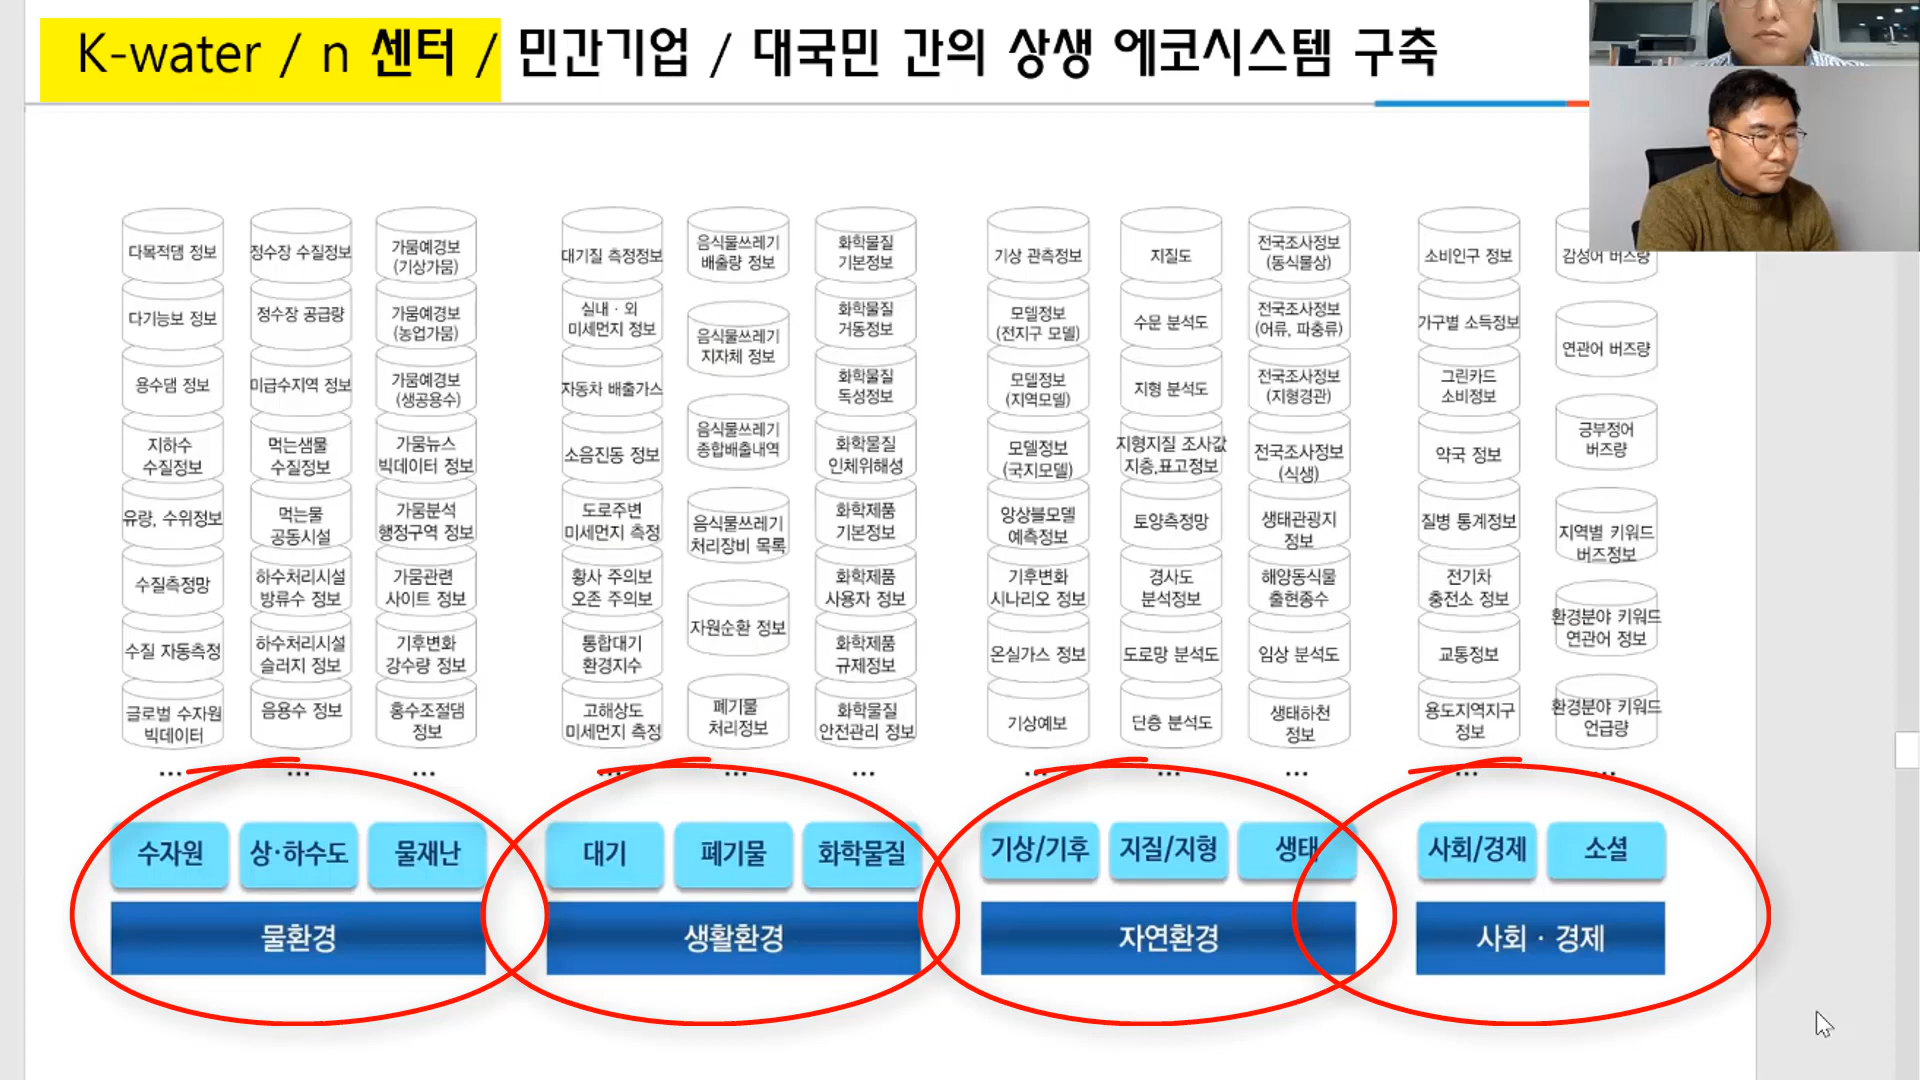 K-water / n 센터 / 민간기업 / 대국민 간의 상생 에코시스템 구축
다목적댐 정보
다기능보 정보
용수댐 정보
지하수
수질정보
유량, 수위정보
수질측정망
수질 자동측정
글로벌 수자원
빅데이터
...
정수장 수질정보
정수장 공급량
미급수지역 정보
먹는샘물
수질정보
먹는물
공동시설
하수처리시설
방류수 정보
하수처리시설
슬러지 정보
음용수 정보
...
가뭄예경보
(기상가뭄)
가뭄예경보
(농업가뭄)
가뭄예경보
(생공용수)
가뭄뉴스
빅데이터 정보
가뭄분석
행정구역 정보
가뭄관련
사이트 정보
기후변화
강수량 정보
홍수조절댐
정보
...
수자원
상·하수도
물재난
물환경
대기질 측정정보
실내 · 외
미세먼지 정보
자동차 배출가스
소음진동 정보
도로주변
미세먼지 측정
황사 주의보
오존 주의보
통합대기
환경지수
고해상도
미세먼지 측정
...
음식물쓰레기
배출량 정보
음식물쓰레기
지자체 정보
음식물쓰레기
종합배출내역
음식물쓰레기
처리장비 목록
자원순환 정보
폐기물
처리정보
...
화학물질
기본정보
화학물질
거동정보
화학물질
독성정보
화학물질
인체위해성
화학제품
기본정보
화학제품
사용자 정보
화학제품
규제정보
화학물질
안전관리 정보
...
대기
폐기물
화학물질
생활환경
기상 관측정보
모델정보
(전지구 모델)
모델정보
(지역모델)
모델정보
(국지모델)
앙상블모델
예측정보
기후변화
시나리오 정보
온실가스 정보
기상예보
...
지질도
수문 분석도
지형 분석도
지형지질 조사값
지층,표고정보
토양측정망
경사도
분석정보
도로망 분석도
단층 분석도
...
전국조사정보
(동식물상)
전국조사정보
(어류, 파충류)
전국조사정보
(지형경관)
전국조사정보
(식생)
생태관광지
정보
해양동식물
출현종수
임상 분석도
생태하천
정보
...
기상/기후
지질/지형
생태
자연환경
소비인구 정보
가구별 소득정보
그린카드
소비정보
약국 정보
질병 통계정보
전기차
충전소 정보
교통정보
용도지역지구
정보
...
감성어 버즈량
연관어 버즈량
긍부정어
버즈량
지역별 키워드
버즈정보
환경분야 키워드
연관어 정보
환경분야 키워드
언급량
...
사회/경제
소셜
사회 · 경제